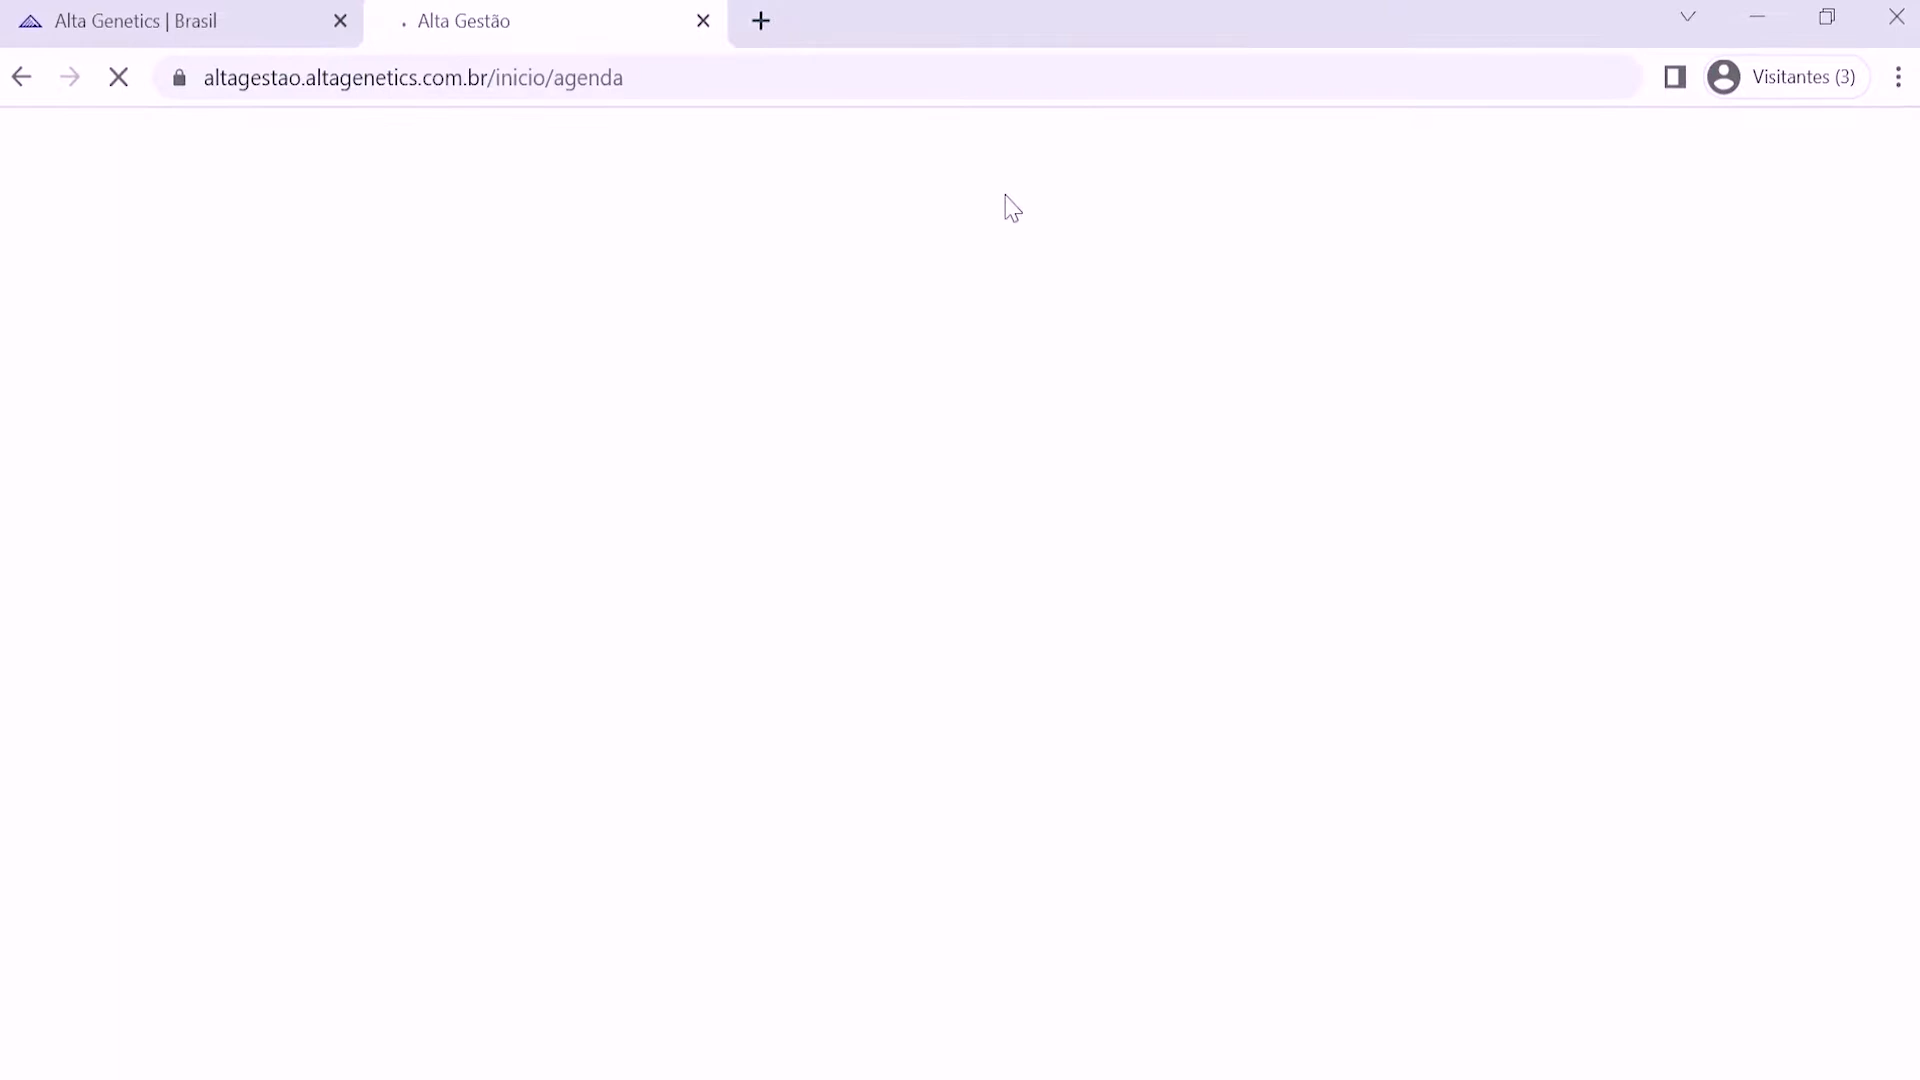 Alta Genetics | Brasil
Alta Gestão
altagestao.altagenetics.com.br/inicio/agenda
Visitantes (3)